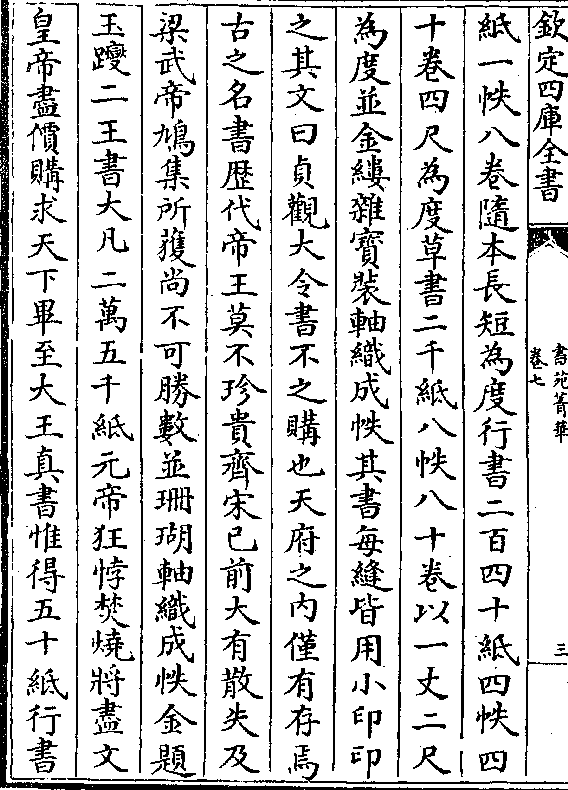 欽定四庫全書
書苑菁華
卷七
三
紙一帙八卷隨本長短為度行書二百四十紙四帙四
十卷四尺為度草書二千紙八帙八十卷以一丈二尺
為度並金縷雜寳裝軸織成帙其書每縫皆用小印印
之其文曰貞觀大令書不之購也天府之内僅有存焉
古之名書歴代帝王莫不珍貴齊宋已前大有散失及
梁武帝鳩集所獲尚不可勝數並珊瑚軸織成帙金題
玉躞二王書大凡二萬五千紙元帝狂悖焚燒將盡文
皇帝盡價購求天下畢至大王真書惟得五十紙行書